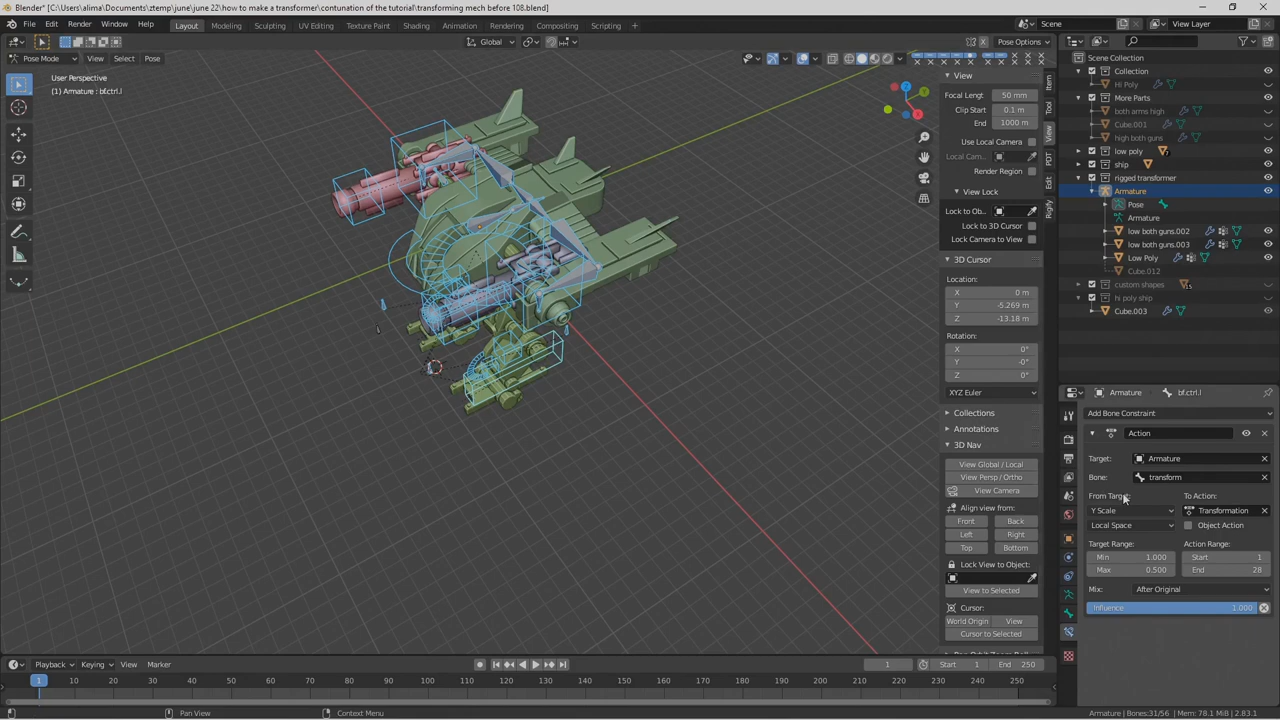 Blender* [C:\Users\alima\Documents\ztemp\june\june 22\how to make a transformer\contunation of the tutorial\transforming mech before 108.blend]
File Edit Render Window Help Layout Modeling Sculpting UV Editing Texture Paint Shading Animation Rendering Compositing Scripting + Scene View Layer
Global Pose Options
Pose Mode View Select Pose
User Perspective
(1) Armature : bf.ctrl.l
View
Focal Lengt 50 mm
Clip Start 0.1 m
End 1000 m
Use Local Camera
Local Cam...
Render Region
View Lock
Lock to Ob...
Lock to 3D Cursor
Lock Camera to View
3D Cursor
Location:
X 0 m
Y -5.269 m
Z -13.18 m
Rotation:
X 0°
Y -0°
Z 0°
XYZ Euler
Collections
Annotations
3D Nav
View Global / Local
View Persp / Ortho
View Camera
Align view from:
Front Back
Left Right
Top Bottom
Lock View to Object:
View to Selected
Cursor:
World Origin View
Cursor to Selected
Item
Tool
View
PDT
Edit
Rigify
Scene Collection
Collection
Hi Poly
More Parts
both arms high
Cube.001
high both guns
low poly
ship
rigged transformer
Armature
Pose
Armature
low both guns.002
low both guns.003
Low Poly
Cube.012
custom shapes 15
hi poly ship
Cube.003
Armature bf.ctrl.l
Add Bone Constraint
Action
Target: Armature
Bone: transform
From Target: To Action:
Y Scale Transformation
Local Space Object Action
Target Range: Action Range:
Min 1.000 Start 1
Max 0.500 End 28
Mix: After Original
Influence 1.000
Playback Keying View Marker 1 Start 1 End 250
1 10 20 30 40 50 60 70 80 90 100 110 120 130 140 150 160 170 180 190 200 210 220 230 240 250
Pan View Context Menu Armature | Bones:31/56 | Mem: 78.1 MiB | 2.83.1